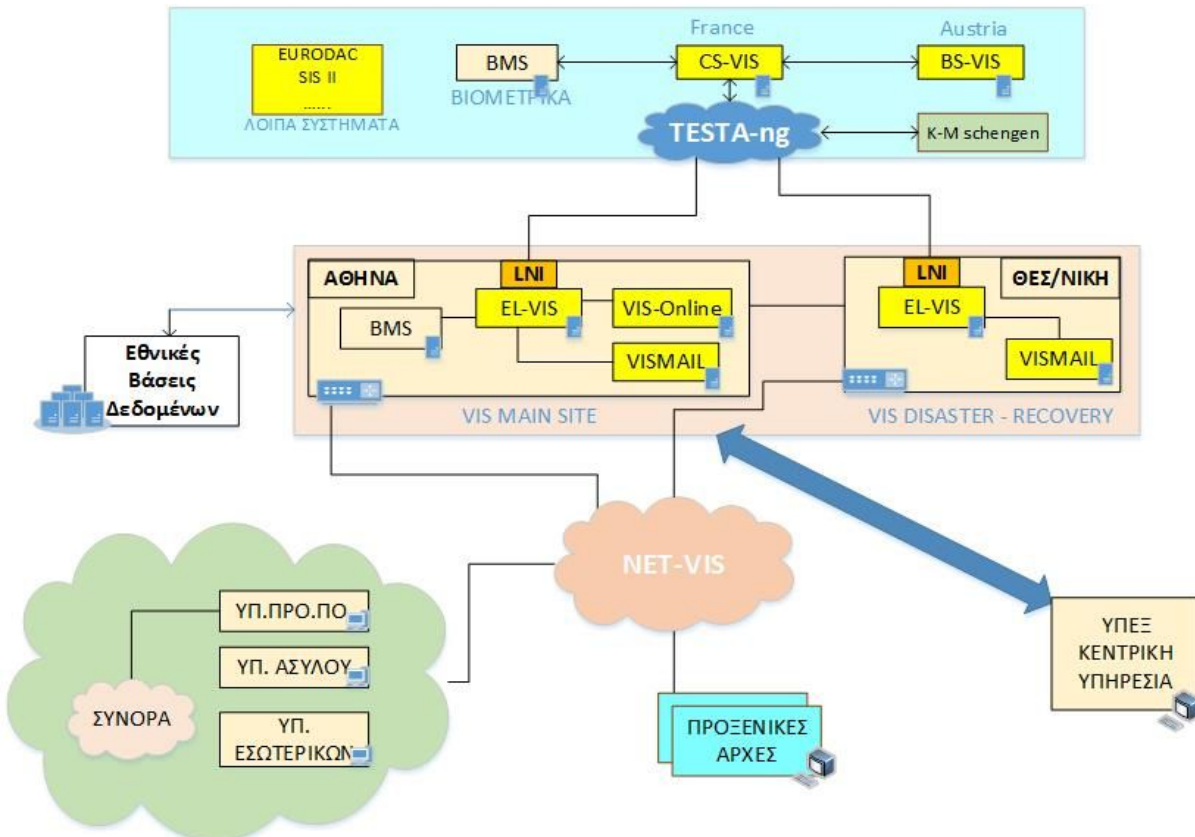 France
Austria
EURODAC
SIS II
......
ΛΟΙΠΑ ΣΥΣΤΗΜΑΤΑ
BMS
ΒΙΟΜΕΤΡΙΚΑ
CS-VIS
BS-VIS
TESTA-ng
K-M schengen
ΑΘΗΝΑ
LNI
EL-VIS
VIS-Online
BMS
VISMAIL
VIS MAIN SITE
LNI
ΘΕΣ/ΝΙΚΗ
EL-VIS
VISMAIL
VIS DISASTER - RECOVERY
Εθνικές
Βάσεις
Δεδομένων
NET-VIS
ΥΠ.ΠΡΟ.ΠΟ
ΥΠ. ΑΣΥΛΟΥ
ΣΥΝΟΡΑ
ΥΠ.
ΕΣΩΤΕΡΙΚΩΝ
ΠΡΟΞΕΝΙΚΕΣ
ΑΡΧΕΣ
ΥΠΕΞ
ΚΕΝΤΡΙΚΗ
ΥΠΗΡΕΣΙΑ